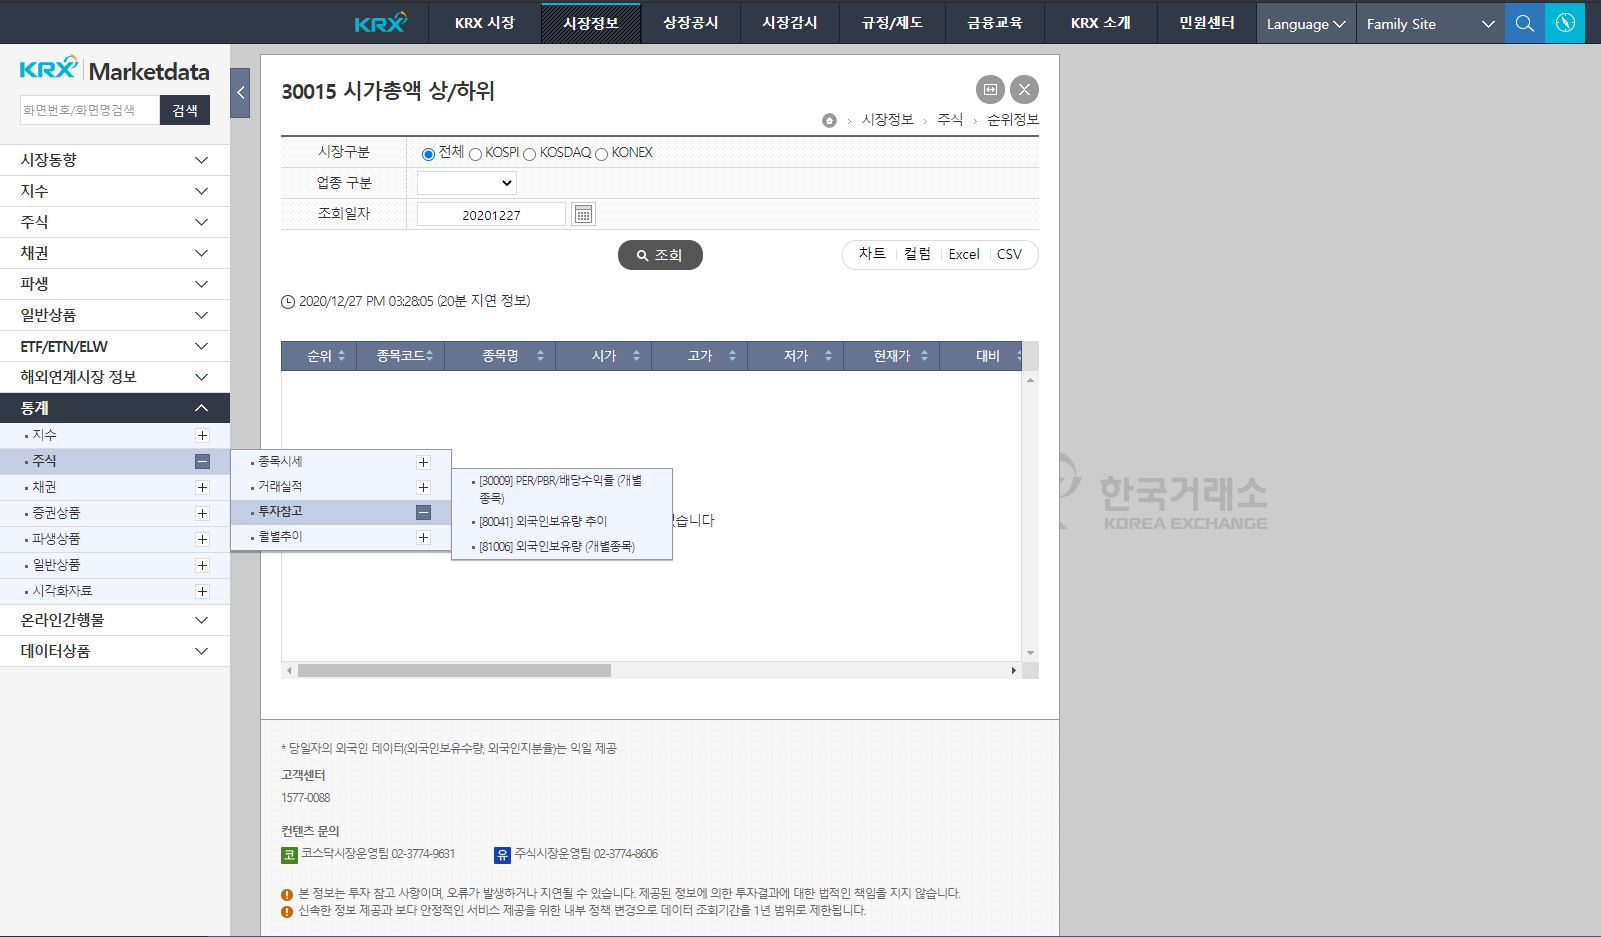 KRX
KRX 시장
시장정보
상장공시
시장감시
규정/제도
금융교육
KRX 소개
민원센터
Language
Family Site
KRX Marketdata
화면번호/화면명검색
검색
시장동향
지수
주식
채권
파생
일반상품
ETF/ETN/ELW
해외연계시장 정보
통계
지수
주식
채권
증권상품
파생상품
일반상품
시각화자료
온라인간행물
데이터상품
종목시세
거래실적
투자참고
월별추이
[30009] PER/PBR/배당수익률 (개별
종목)
[80041] 외국인보유량 추이
[81006] 외국인보유량 (개별종목)
30015 시가총액 상/하위
시장정보 > 주식 > 순위정보
시장구분 전체 KOSPI KOSDAQ KONEX
업종 구분
조회일자 20201227
조회
차트 컬럼 Excel CSV
2020/12/27 PM 03:28:05 (20분 지연 정보)
순위 종목코드 종목명 시가 고가 저가 현재가 대비
습니다
한국거래소
KOREA EXCHANGE
* 당일자의 외국인 데이터(외국인보유수량, 외국인지분율)는 익일 제공
고객센터
1577-0088
컨텐츠 문의
코 코스닥시장운영팀 02-3774-9631 유 주식시장운영팀 02-3774-8606
본 정보는 투자 참고 사항이며, 오류가 발생하거나 지연될 수 있습니다. 제공된 정보에 의한 투자결과에 대한 법적인 책임을 지지 않습니다.
신속한 정보 제공과 보다 안정적인 서비스 제공을 위한 내부 정책 변경으로 데이터 조회기간을 1년 범위로 제한됩니다.